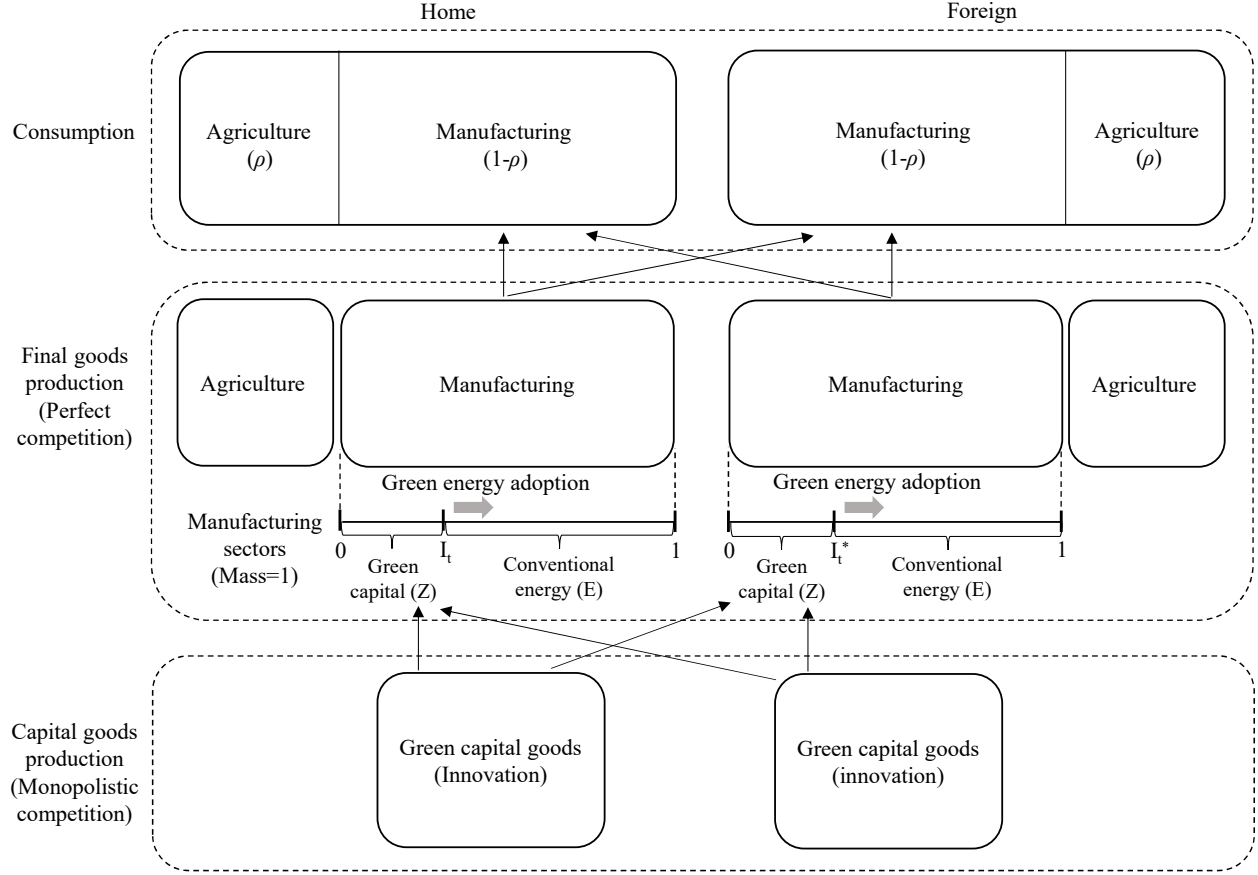 Home
Foreign
Consumption
Agriculture
(ρ)
Manufacturing
(1-ρ)
Manufacturing
(1-ρ)
Agriculture
(ρ)
Final goods
production
(Perfect
competition)
Agriculture
Manufacturing
Manufacturing
Agriculture
Green energy adoption
Green energy adoption
Manufacturing
sectors
(Mass=1)
0
I_t
1
Green
capital (Z)
Conventional
energy (E)
0
I_t^*
1
Green
capital (Z)
Conventional
energy (E)
Capital goods
production
(Monopolistic
competition)
Green capital goods
(Innovation)
Green capital goods
(innovation)